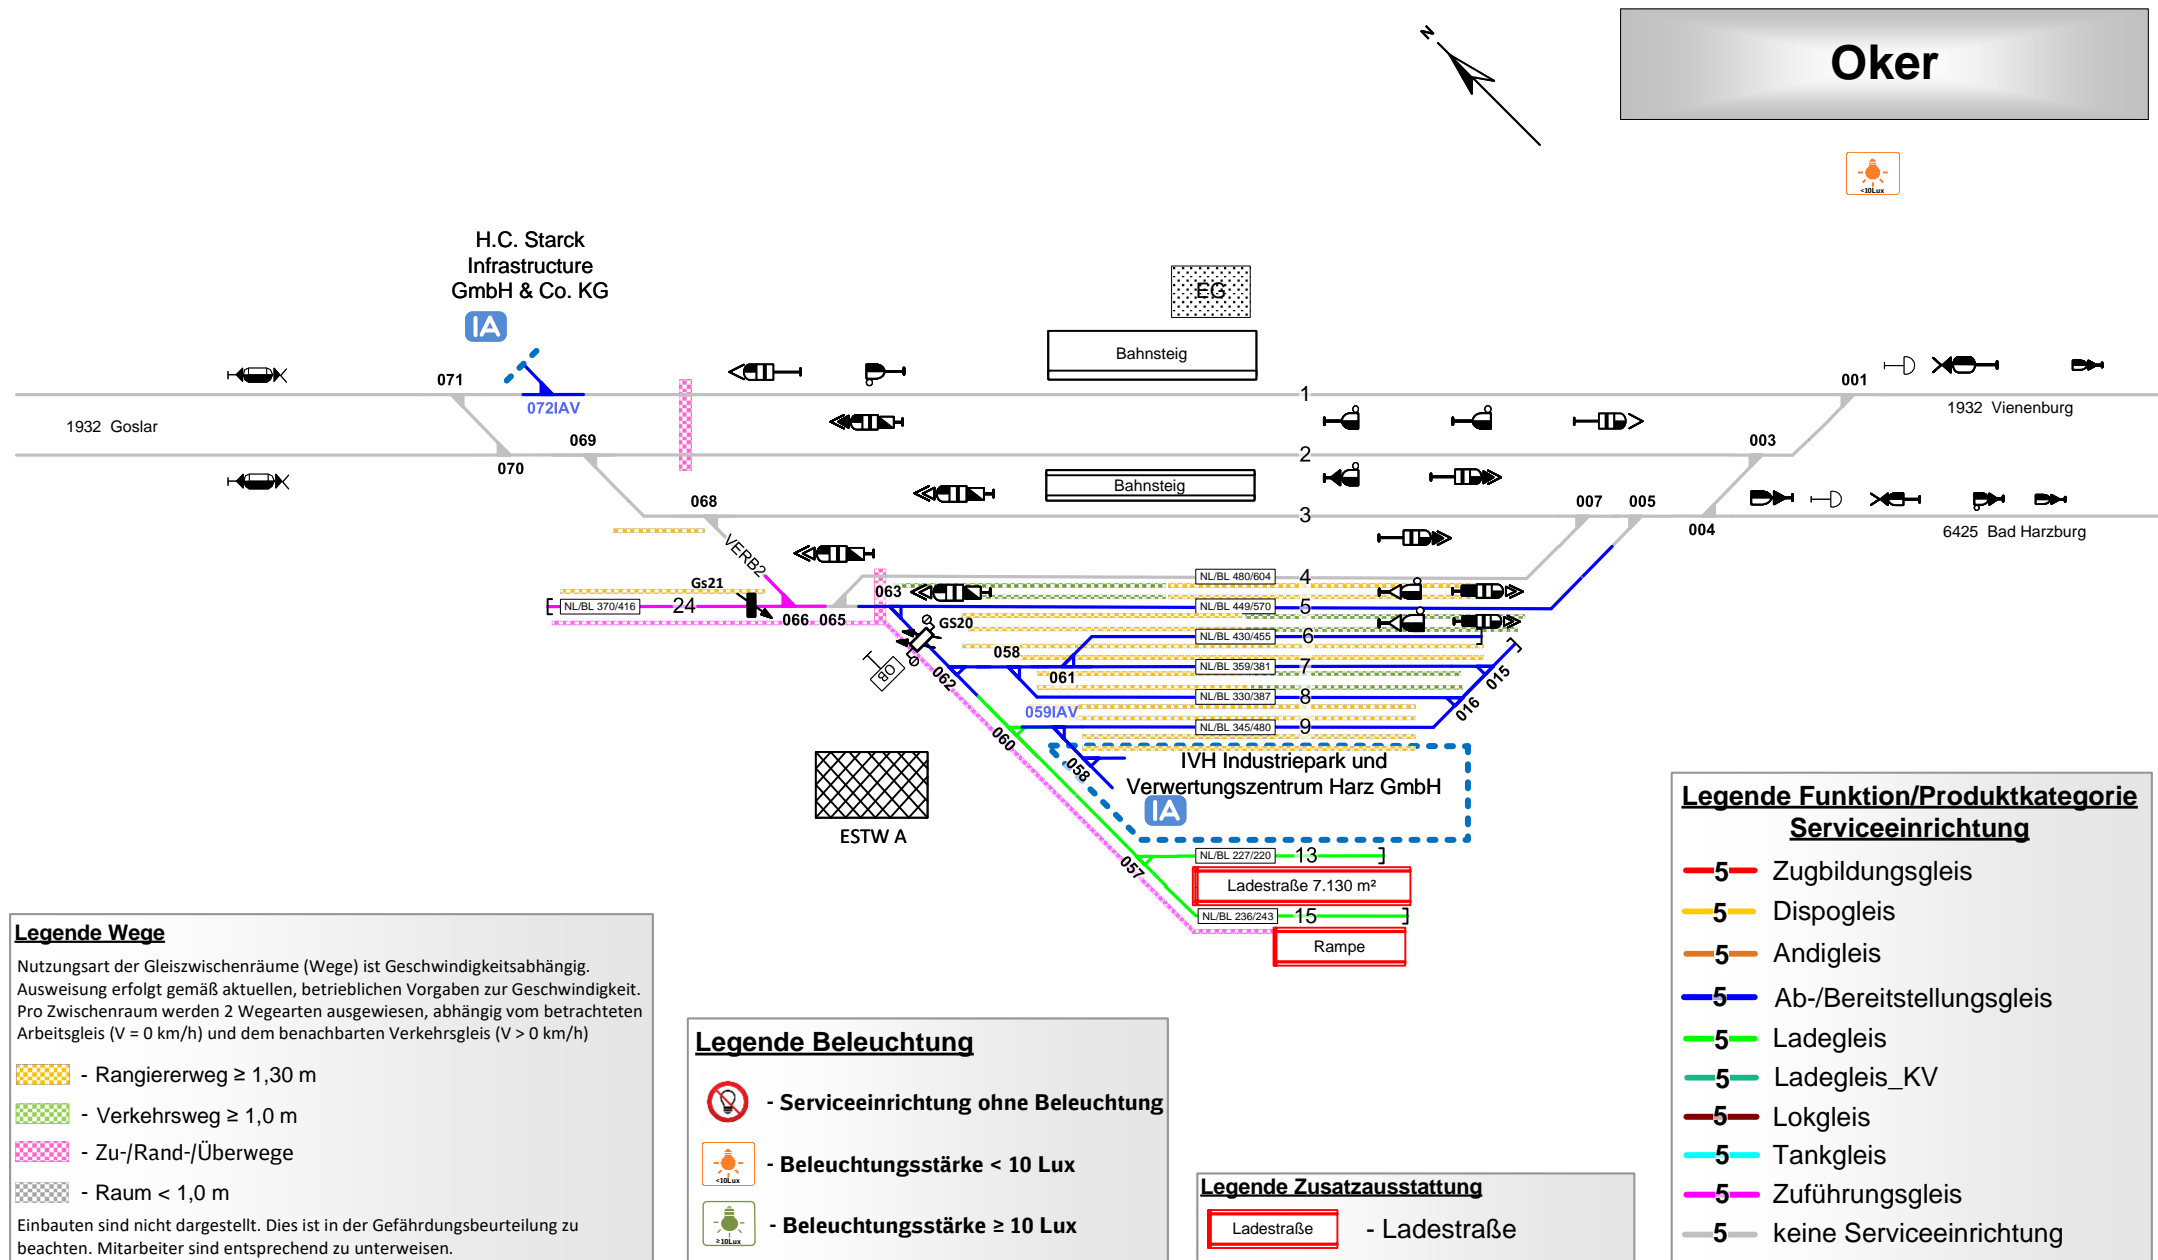 N
Oker
<10Lux
H.C. Starck
Infrastructure
GmbH & Co. KG
IA
EG
Bahnsteig
071
072IAV
1
001
1932 Goslar
1932 Vienenburg
069
003
070
2
Bahnsteig
068
007
005
3
004
6425 Bad Harzburg
VERB2
Gs21
063
NL/BL 480/604
4
NL/BL 370/416
24
066
065
NL/BL 449/570
5
GS20
NL/BL 430/455
6
058
OB
062
061
NL/BL 359/381
7
015
NL/BL 330/387
8
016
059IAV
NL/BL 345/480
9
060
058
IVH Industriepark und
Verwertungszentrum Harz GmbH
IA
ESTW A
057
NL/BL 227/220
13
Ladestraße 7.130 m²
NL/BL 236/243
15
Rampe
Legende Wege
Nutzungsart der Gleiszwischenräume (Wege) ist Geschwindigkeitsabhängig.
Ausweisung erfolgt gemäß aktuellen, betrieblichen Vorgaben zur Geschwindigkeit.
Pro Zwischenraum werden 2 Wegearten ausgewiesen, abhängig vom betrachteten
Arbeitsgleis (V = 0 km/h) und dem benachbarten Verkehrsgleis (V > 0 km/h)
- Rangiererweg ≥ 1,30 m
- Verkehrsweg ≥ 1,0 m
- Zu-/Rand-/Überwege
- Raum < 1,0 m
Einbauten sind nicht dargestellt. Dies ist in der Gefährdungsbeurteilung zu
beachten. Mitarbeiter sind entsprechend zu unterweisen.
Legende Beleuchtung
- Serviceeinrichtung ohne Beleuchtung
<10Lux
- Beleuchtungsstärke < 10 Lux
≥10Lux
- Beleuchtungsstärke ≥ 10 Lux
Legende Zusatzausstattung
Ladestraße
- Ladestraße
Legende Funktion/Produktkategorie
Serviceeinrichtung
5 Zugbildungsgleis
5 Dispogleis
5 Andigleis
5 Ab-/Bereitstellungsgleis
5 Ladegleis
5 Ladegleis_KV
5 Lokgleis
5 Tankgleis
5 Zuführungsgleis
5 keine Serviceeinrichtung